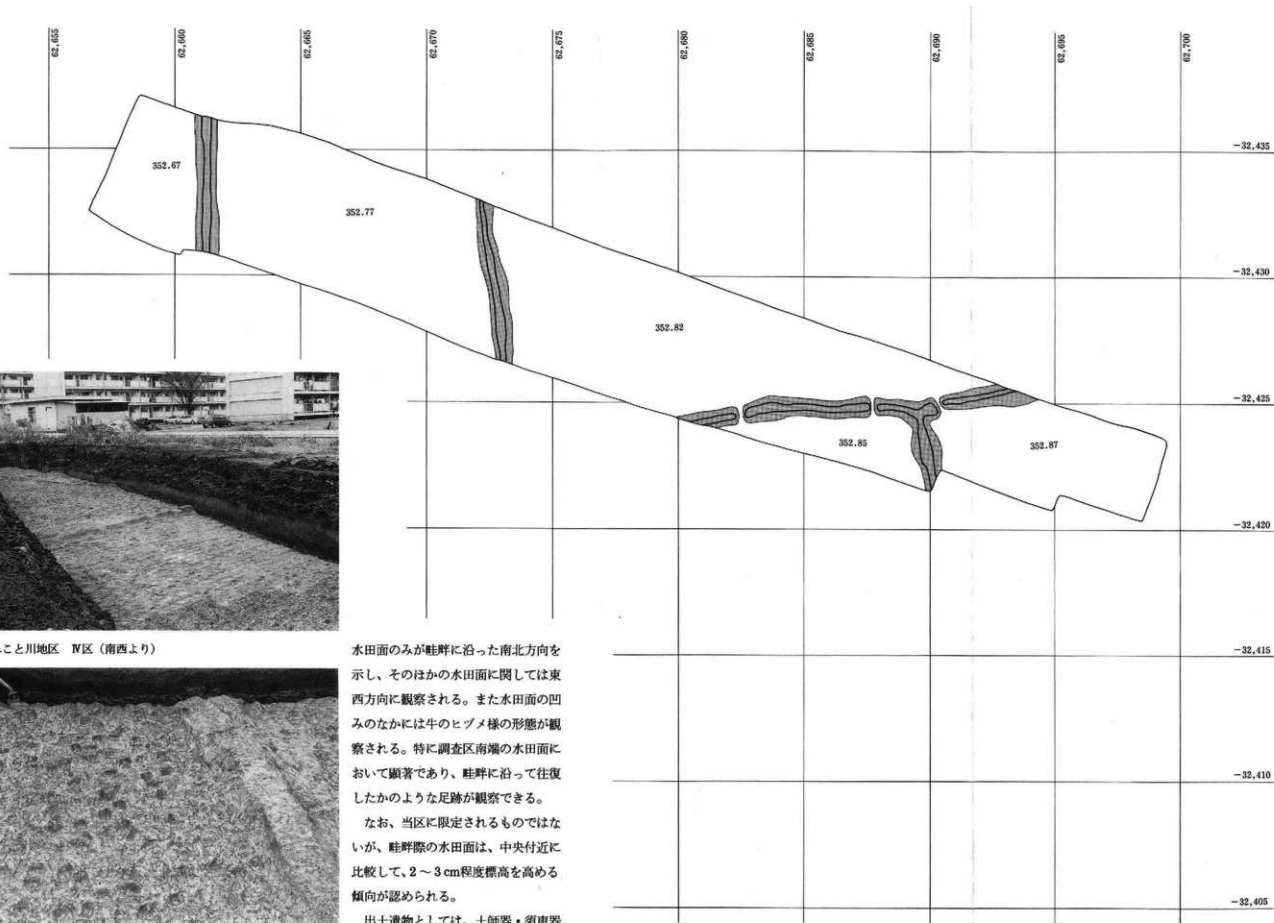 62,655
62,660
62,665
62,670
62,675
62,680
62,685
62,690
62,695
62,700
−32,435
−32,430
−32,425
−32,420
−32,415
−32,410
−32,405
352.67
352.77
352.82
352.85
352.87
こと川地区 Ⅳ区（南西より）
水田面のみが畦畔に沿った南北方向を
示し、そのほかの水田面に関しては東
西方向に観察される。また水田面の凹
みのなかには牛のヒヅメ様の形態が観
察される。特に調査区南端の水田面に
おいて顕著であり、畦畔に沿って往復
したかのような足跡が観察できる。
なお、当区に限定されるものではな
いが、畦畔際の水田面は、中央付近に
比較して、2～3cm程度標高を高める
傾向が認められる。
出土遺物としては、土師器・須恵器